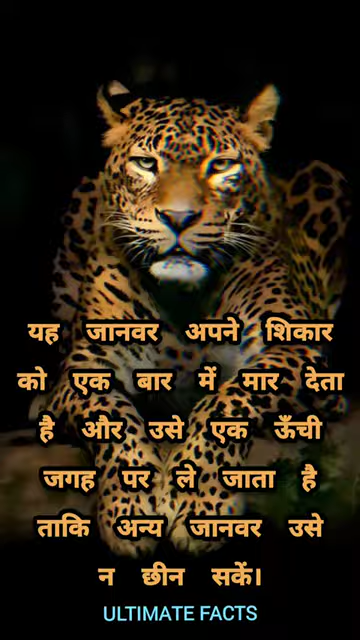 यह जानवर अपने शिकार
को एक बार में मार देता
है और उसे एक ऊँची
जगह पर ले जाता है
ताकि अन्य जानवर उसे
न छीन सकें।
ULTIMATE FACTS